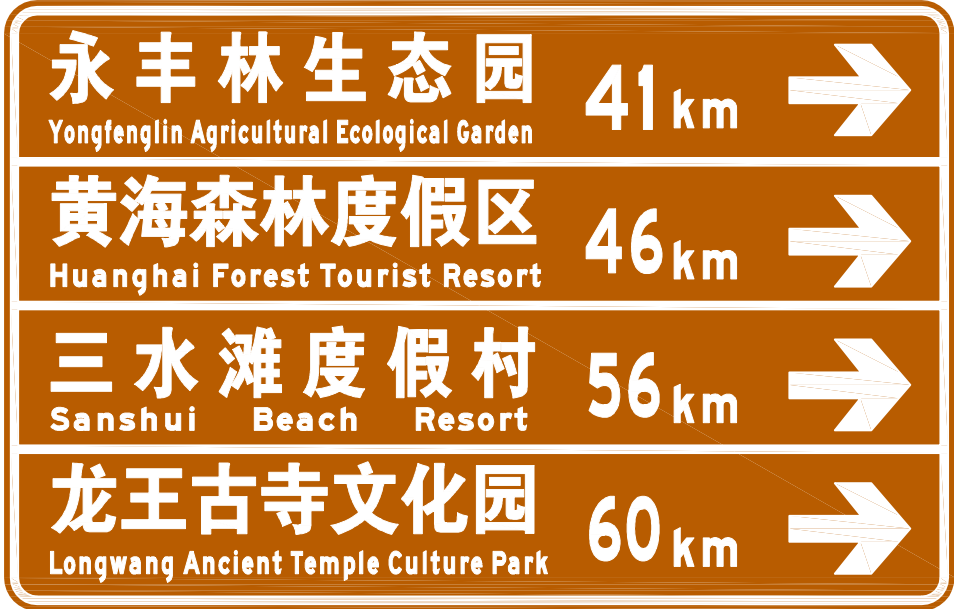 永丰林生态园 41km
Yongfenglin Agricultural Ecological Garden
黄海森林度假区 46km
Huanghai Forest Tourist Resort
三水滩度假村 56km
Sanshui Beach Resort
龙王古寺文化园 60km
Longwang Ancient Temple Culture Park